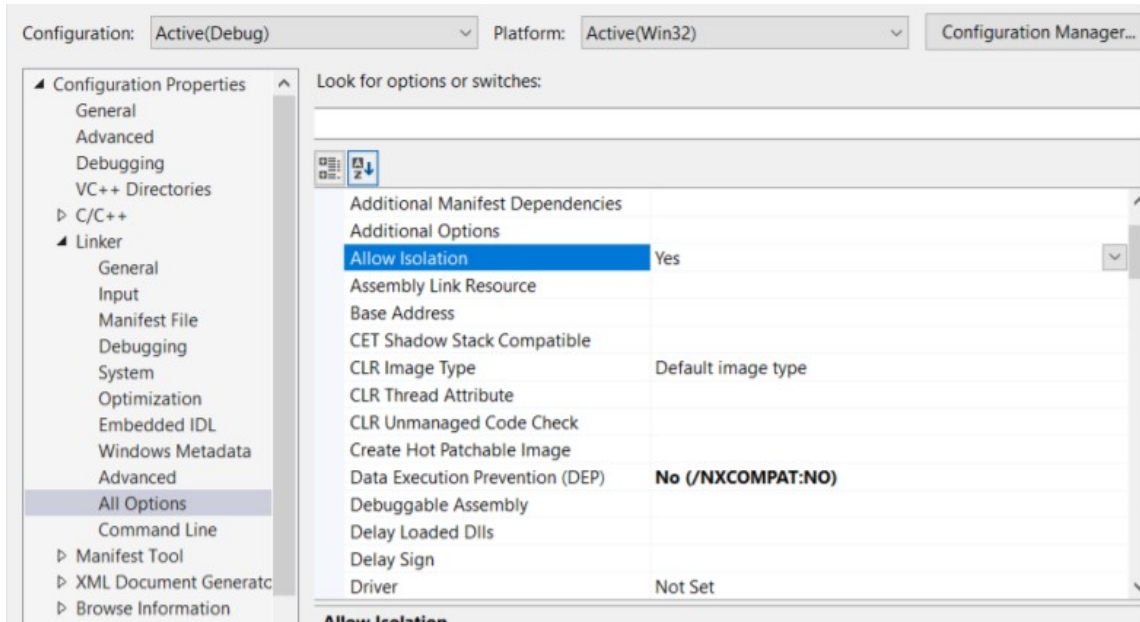 Configuration: Active(Debug) Platform: Active(Win32) Configuration Manager...
Configuration Properties
General
Advanced
Debugging
VC++ Directories
C/C++
Linker
General
Input
Manifest File
Debugging
System
Optimization
Embedded IDL
Windows Metadata
Advanced
All Options
Command Line
Manifest Tool
XML Document Generatc
Browse Information
Look for options or switches:
Additional Manifest Dependencies
Additional Options
Allow Isolation Yes
Assembly Link Resource
Base Address
CET Shadow Stack Compatible
CLR Image Type Default image type
CLR Thread Attribute
CLR Unmanaged Code Check
Create Hot Patchable Image
Data Execution Prevention (DEP) No (/NXCOMPAT:NO)
Debuggable Assembly
Delay Loaded Dlls
Delay Sign
Driver Not Set
Allow Isolation